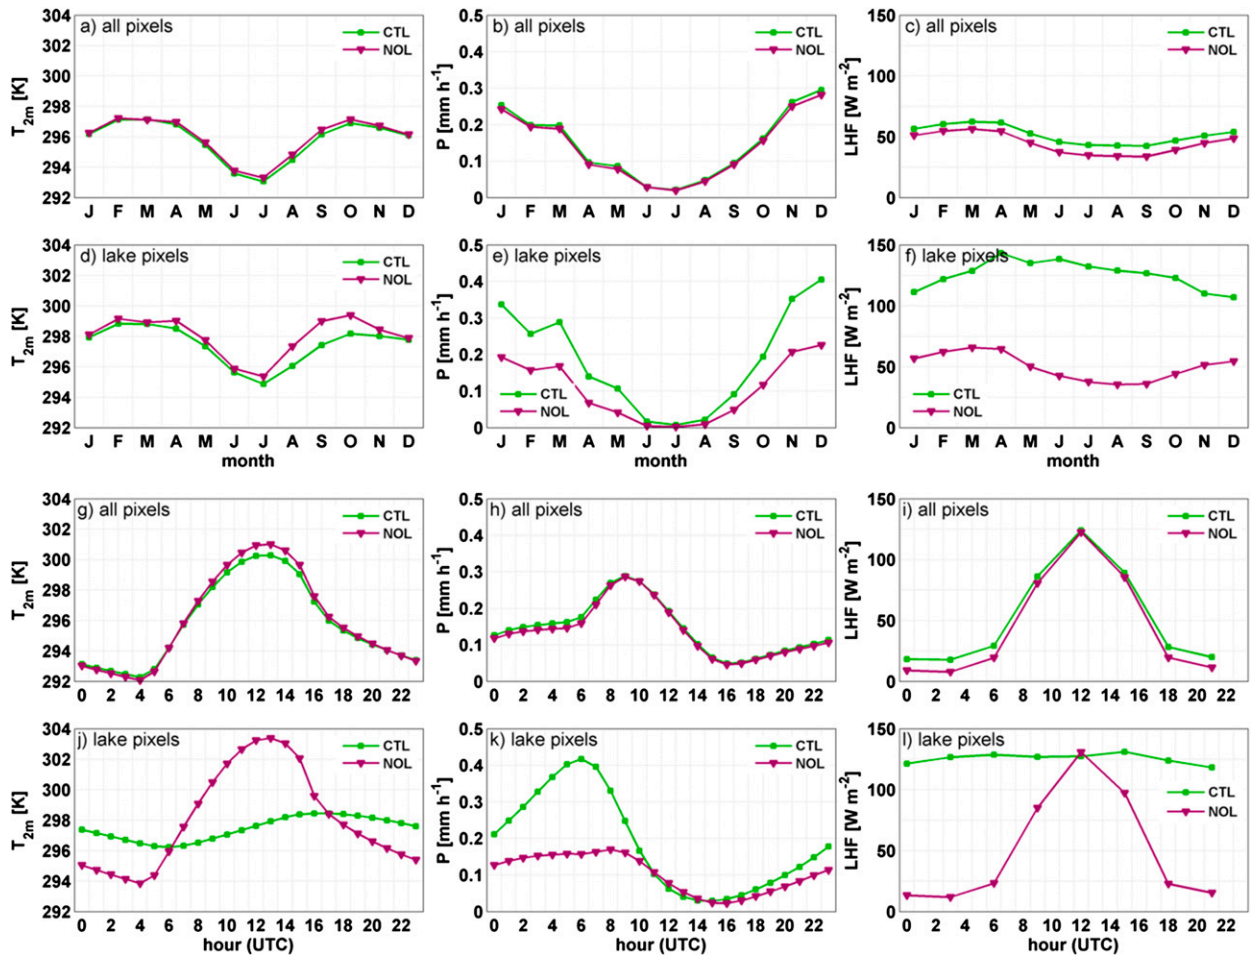 a) all pixels
CTL
NOL
T2m [K]
304
302
300
298
296
294
292
J F M A M J J A S O N D
b) all pixels
CTL
NOL
P [mm h-1]
0.5
0.4
0.3
0.2
0.1
0
J F M A M J J A S O N D
c) all pixels
CTL
NOL
LHF [W m-2]
150
100
50
0
J F M A M J J A S O N D
d) lake pixels
CTL
NOL
T2m [K]
304
302
300
298
296
294
292
J F M A M J J A S O N D
month
e) lake pixels
CTL
NOL
P [mm h-1]
0.5
0.4
0.3
0.2
0.1
0
J F M A M J J A S O N D
month
f) lake pixels
CTL
NOL
LHF [W m-2]
150
100
50
0
J F M A M J J A S O N D
month
g) all pixels
CTL
NOL
T2m [K]
304
302
300
298
296
294
292
0 2 4 6 8 10 12 14 16 18 20 22
h) all pixels
CTL
NOL
P [mm h-1]
0.5
0.4
0.3
0.2
0.1
0
0 2 4 6 8 10 12 14 16 18 20 22
i) all pixels
CTL
NOL
LHF [W m-2]
150
100
50
0
0 2 4 6 8 10 12 14 16 18 20 22
j) lake pixels
CTL
NOL
T2m [K]
304
302
300
298
296
294
292
0 2 4 6 8 10 12 14 16 18 20 22
hour (UTC)
k) lake pixels
CTL
NOL
P [mm h-1]
0.5
0.4
0.3
0.2
0.1
0
0 2 4 6 8 10 12 14 16 18 20 22
hour (UTC)
l) lake pixels
CTL
NOL
LHF [W m-2]
150
100
50
0
0 2 4 6 8 10 12 14 16 18 20 22
hour (UTC)